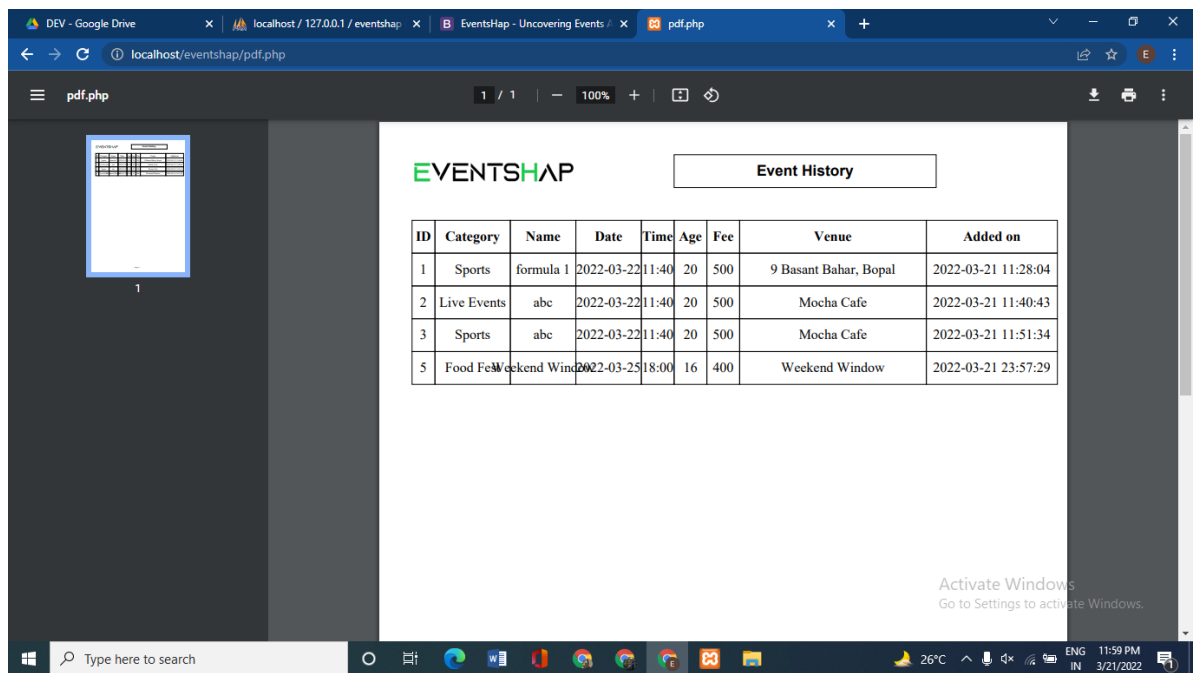 DEV - Google Drive
localhost / 127.0.0.1 / eventshap
B EventsHap - Uncovering Events
pdf.php
localhost/eventshap/pdf.php
E
pdf.php
1 / 1 | − 100% + |
1
EVENTSHAP
Event History
ID Category Name Date Time Age Fee Venue Added on
1 Sports formula 1 2022-03-22 11:40 20 500 9 Basant Bahar, Bopal 2022-03-21 11:28:04
2 Live Events abc 2022-03-22 11:40 20 500 Mocha Cafe 2022-03-21 11:40:43
3 Sports abc 2022-03-22 11:40 20 500 Mocha Cafe 2022-03-21 11:51:34
5 Food Fest Weekend Window 2022-03-25 18:00 16 400 Weekend Window 2022-03-21 23:57:29
Activate Windows
Go to Settings to activate Windows.
Type here to search
26°C
ENG 11:59 PM
IN 3/21/2022